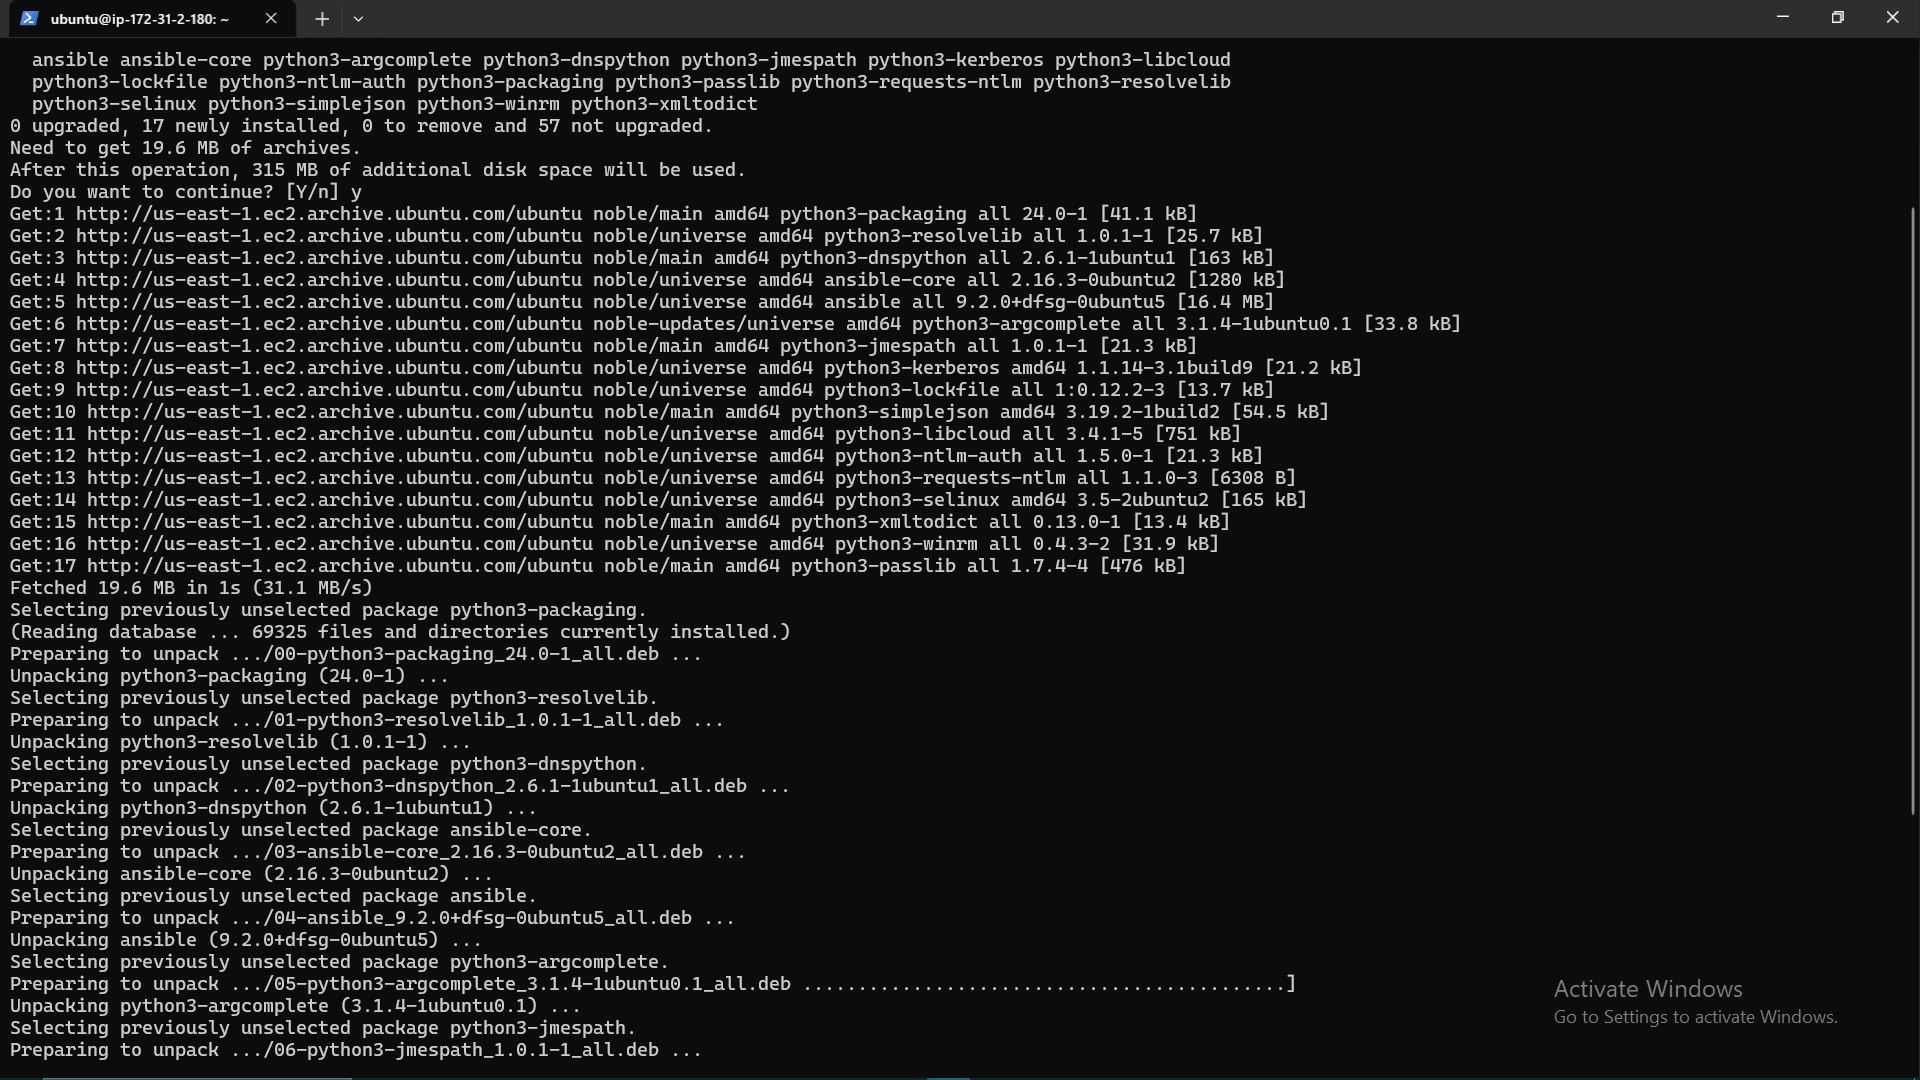 ubuntu@ip-172-31-2-180: ~
  ansible ansible-core python3-argcomplete python3-dnspython python3-jmespath python3-kerberos python3-libcloud
  python3-lockfile python3-ntlm-auth python3-packaging python3-passlib python3-requests-ntlm python3-resolvelib
  python3-selinux python3-simplejson python3-winrm python3-xmltodict
0 upgraded, 17 newly installed, 0 to remove and 57 not upgraded.
Need to get 19.6 MB of archives.
After this operation, 315 MB of additional disk space will be used.
Do you want to continue? [Y/n] y
Get:1 http://us-east-1.ec2.archive.ubuntu.com/ubuntu noble/main amd64 python3-packaging all 24.0-1 [41.1 kB]
Get:2 http://us-east-1.ec2.archive.ubuntu.com/ubuntu noble/universe amd64 python3-resolvelib all 1.0.1-1 [25.7 kB]
Get:3 http://us-east-1.ec2.archive.ubuntu.com/ubuntu noble/main amd64 python3-dnspython all 2.6.1-1ubuntu1 [163 kB]
Get:4 http://us-east-1.ec2.archive.ubuntu.com/ubuntu noble/universe amd64 ansible-core all 2.16.3-0ubuntu2 [1280 kB]
Get:5 http://us-east-1.ec2.archive.ubuntu.com/ubuntu noble/universe amd64 ansible all 9.2.0+dfsg-0ubuntu5 [16.4 MB]
Get:6 http://us-east-1.ec2.archive.ubuntu.com/ubuntu noble-updates/universe amd64 python3-argcomplete all 3.1.4-1ubuntu0.1 [33.8 kB]
Get:7 http://us-east-1.ec2.archive.ubuntu.com/ubuntu noble/main amd64 python3-jmespath all 1.0.1-1 [21.3 kB]
Get:8 http://us-east-1.ec2.archive.ubuntu.com/ubuntu noble/universe amd64 python3-kerberos amd64 1.1.14-3.1build9 [21.2 kB]
Get:9 http://us-east-1.ec2.archive.ubuntu.com/ubuntu noble/universe amd64 python3-lockfile all 1:0.12.2-3 [13.7 kB]
Get:10 http://us-east-1.ec2.archive.ubuntu.com/ubuntu noble/main amd64 python3-simplejson amd64 3.19.2-1build2 [54.5 kB]
Get:11 http://us-east-1.ec2.archive.ubuntu.com/ubuntu noble/universe amd64 python3-libcloud all 3.4.1-5 [751 kB]
Get:12 http://us-east-1.ec2.archive.ubuntu.com/ubuntu noble/universe amd64 python3-ntlm-auth all 1.5.0-1 [21.3 kB]
Get:13 http://us-east-1.ec2.archive.ubuntu.com/ubuntu noble/universe amd64 python3-requests-ntlm all 1.1.0-3 [6308 B]
Get:14 http://us-east-1.ec2.archive.ubuntu.com/ubuntu noble/universe amd64 python3-selinux amd64 3.5-2ubuntu2 [165 kB]
Get:15 http://us-east-1.ec2.archive.ubuntu.com/ubuntu noble/main amd64 python3-xmltodict all 0.13.0-1 [13.4 kB]
Get:16 http://us-east-1.ec2.archive.ubuntu.com/ubuntu noble/universe amd64 python3-winrm all 0.4.3-2 [31.9 kB]
Get:17 http://us-east-1.ec2.archive.ubuntu.com/ubuntu noble/main amd64 python3-passlib all 1.7.4-4 [476 kB]
Fetched 19.6 MB in 1s (31.1 MB/s)
Selecting previously unselected package python3-packaging.
(Reading database ... 69325 files and directories currently installed.)
Preparing to unpack .../00-python3-packaging_24.0-1_all.deb ...
Unpacking python3-packaging (24.0-1) ...
Selecting previously unselected package python3-resolvelib.
Preparing to unpack .../01-python3-resolvelib_1.0.1-1_all.deb ...
Unpacking python3-resolvelib (1.0.1-1) ...
Selecting previously unselected package python3-dnspython.
Preparing to unpack .../02-python3-dnspython_2.6.1-1ubuntu1_all.deb ...
Unpacking python3-dnspython (2.6.1-1ubuntu1) ...
Selecting previously unselected package ansible-core.
Preparing to unpack .../03-ansible-core_2.16.3-0ubuntu2_all.deb ...
Unpacking ansible-core (2.16.3-0ubuntu2) ...
Selecting previously unselected package ansible.
Preparing to unpack .../04-ansible_9.2.0+dfsg-0ubuntu5_all.deb ...
Unpacking ansible (9.2.0+dfsg-0ubuntu5) ...
Selecting previously unselected package python3-argcomplete.
Preparing to unpack .../05-python3-argcomplete_3.1.4-1ubuntu0.1_all.deb ............................................]
Unpacking python3-argcomplete (3.1.4-1ubuntu0.1) ...
Selecting previously unselected package python3-jmespath.
Preparing to unpack .../06-python3-jmespath_1.0.1-1_all.deb ...
Activate Windows
Go to Settings to activate Windows.